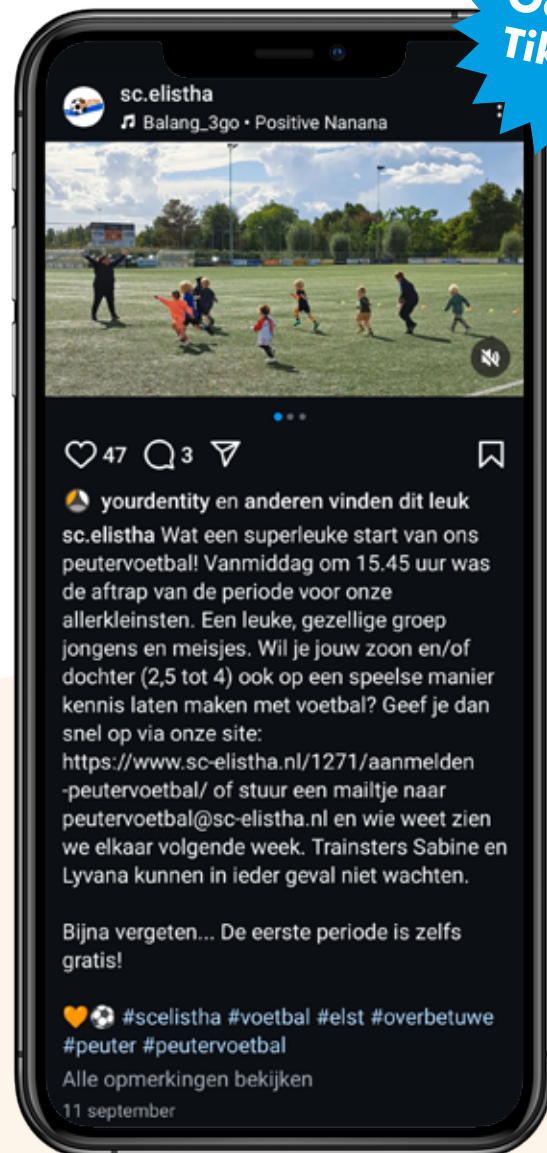 sc.elistha
Balang_3go • Positive Nanana
47 3
yourdentity en anderen vinden dit leuk
sc.elistha Wat een superleuke start van ons
peutervoetbal! Vanmiddag om 15.45 uur was
de aftrap van de periode voor onze
allerkleinsten. Een leuke, gezellige groep
jongens en meisjes. Wil je jouw zoon en/of
dochter (2,5 tot 4) ook op een speelse manier
kennis laten maken met voetbal? Geef je dan
snel op via onze site:
https://www.sc-elistha.nl/1271/aanmelden
-peutervoetbal/ of stuur een mailtje naar
peutervoetbal@sc-elistha.nl en wie weet zien
we elkaar volgende week. Trainsters Sabine en
Lyvana kunnen in ieder geval niet wachten.
Bijna vergeten... De eerste periode is zelfs
gratis!
🧡⚽ #scelistha #voetbal #elst #overbetuwe
#peuter #peutervoetbal
Alle opmerkingen bekijken
11 september